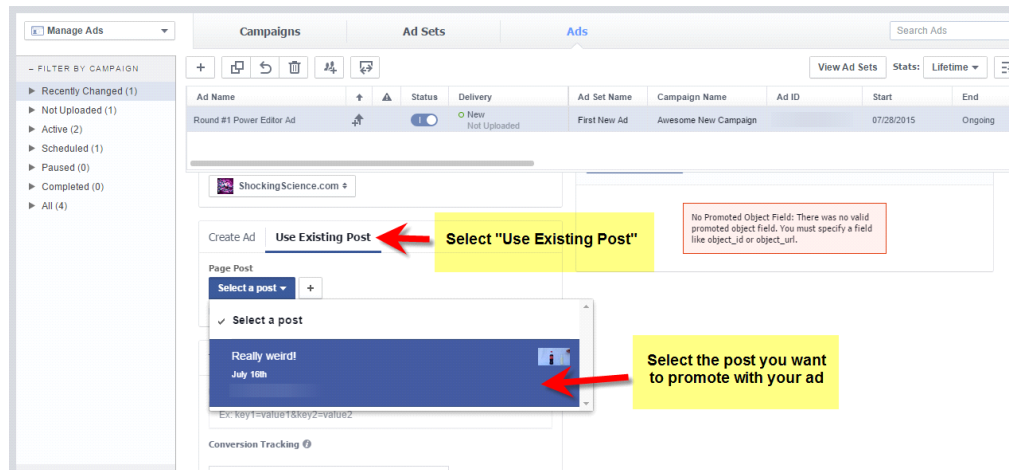 Manage Ads
Campaigns
Ad Sets
Ads
Search Ads
– FILTER BY CAMPAIGN
Recently Changed (1)
Not Uploaded (1)
Active (2)
Scheduled (1)
Paused (0)
Completed (0)
All (4)
View Ad Sets
Stats:
Lifetime
Ad Name
Status
Delivery
Ad Set Name
Campaign Name
Ad ID
Start
End
Round #1 Power Editor Ad
New
Not Uploaded
First New Ad
Awesome New Campaign
07/28/2015
Ongoing
ShockingScience.com
Create Ad
Use Existing Post
Select "Use Existing Post"
No Promoted Object Field: There was no valid
promoted object field. You must specify a field
like object_id or object_url.
Page Post
Select a post
+
Select a post
Really weird!
July 16th
Select the post you want
to promote with your ad
Ex: key1=value1&key2=value2
Conversion Tracking